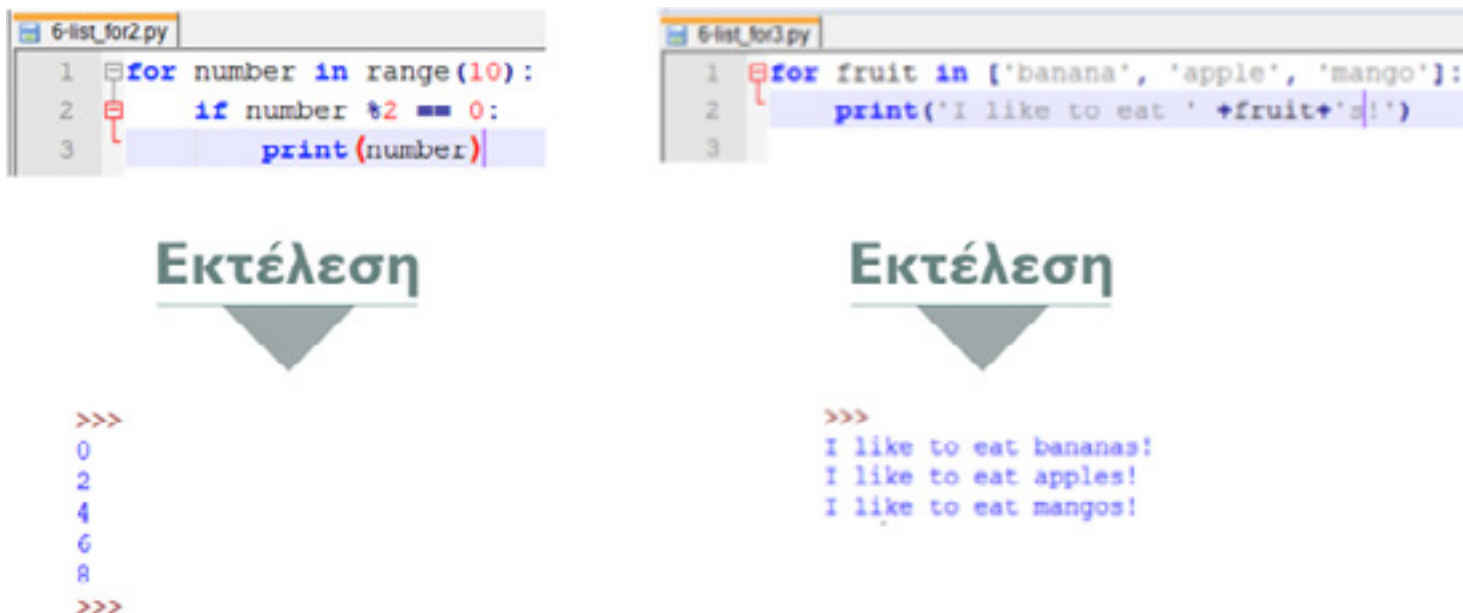 6-list_for2.py
1 for number in range(10):
2 if number %2 == 0:
3 print(number)
Εκτέλεση
>>>
0
2
4
6
8
>>>
6-list_for3.py
1 for fruit in ['banana', 'apple', 'mango']:
2 print('I like to eat ' +fruit+'s!')
3
Εκτέλεση
>>>
I like to eat bananas!
I like to eat apples!
I like to eat mangos!